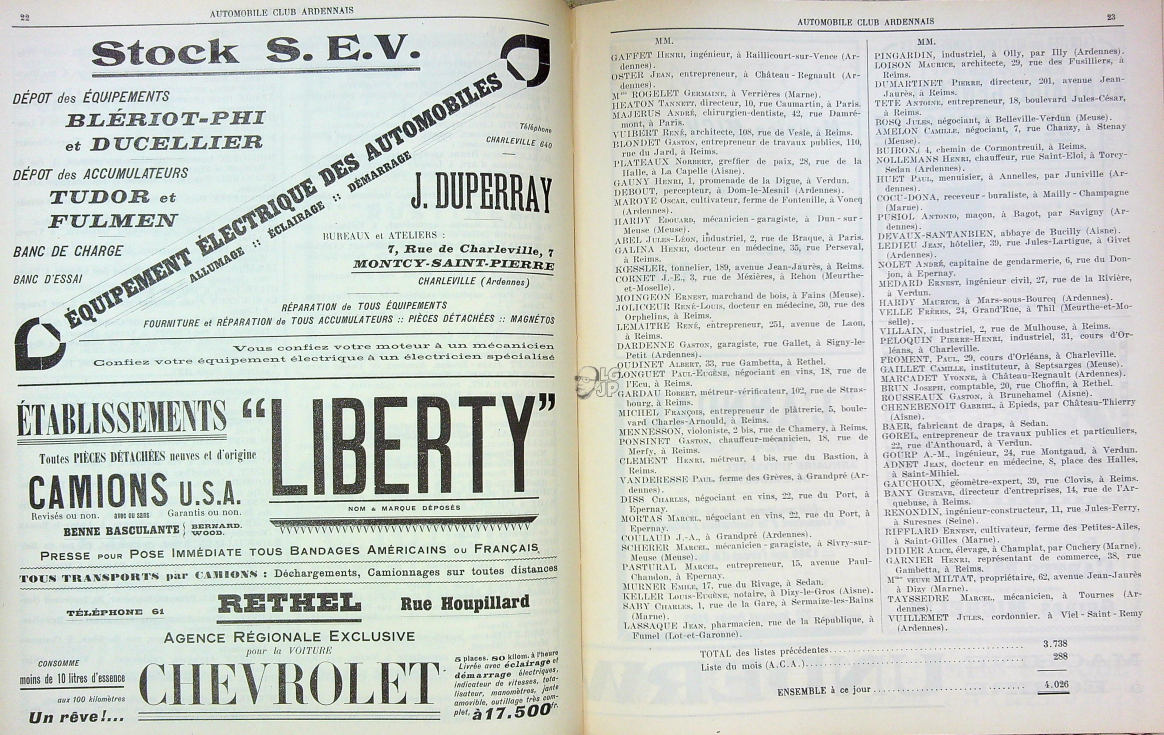 22
AUTOMOBILE CLUB ARDENNAIS
Stock S. E. V.
DÉPOT des ÉQUIPEMENTS
BLÉRIOT-PHI
et DUCELLIER
DÉPOT des ACCUMULATEURS
TUDOR et
FULMEN
BANC DE CHARGE
BANC D'ESSAI
ÉQUIPEMENT ÉLECTRIQUE DES AUTOMOBILES
ALLUMAGE :: ÉCLAIRAGE :: DÉMARRAGE
Téléphone
CHARLEVILLE 640
J. DUPERRAY
BUREAUX et ATELIERS :
7, Rue de Charleville, 7
MONTCY-SAINT-PIERRE
CHARLEVILLE (Ardennes)
RÉPARATION de TOUS ÉQUIPEMENTS
FOURNITURE et RÉPARATION de TOUS ACCUMULATEURS :: PIÈCES DÉTACHÉES :: MAGNÉTOS
Vous confiez votre moteur à un mécanicien
Confiez votre équipement électrique à un électricien spécialisé
ÉTABLISSEMENTS
"LIBERTY"
Toutes PIÈCES DÉTACHÉES neuves et d'origine
CAMIONS U.S.A.
Revisés ou non. avec ou sans Garantis ou non.
BENNE BASCULANTE } BERNARD.
WOOD.
NOM & MARQUE DÉPOSÉS
PRESSE POUR POSE IMMÉDIATE TOUS BANDAGES AMÉRICAINS OU FRANÇAIS
TOUS TRANSPORTS par CAMIONS : Déchargements, Camionnages sur toutes distances
TÉLÉPHONE 61
RETHEL
Rue Houpillard
AGENCE RÉGIONALE EXCLUSIVE
pour la VOITURE
CONSOMME
moins de 10 litres d'essence
aux 100 kilomètres
Un rêve!...
CHEVROLET
5 places. 80 kilom. à l'heure
Livrée avec éclairage et
démarrage électriques,
indicateur de vitesses, tota-
lisateur, manomètres, jante
amovible, outillage très com-
plet, à 17.500 fr.
AUTOMOBILE CLUB ARDENNAIS
23
MM.
GAFFET HENRI, ingénieur, à Raillicourt-sur-Vence (Ar-
dennes).
OSTER JEAN, entrepreneur, à Château-Regnault (Ar-
dennes).
Mme ROGELET GERMAINE, à Verrières (Marne).
HEATON TANNETT, directeur, 10, rue Caumartin, à Paris.
MAJERUS ANDRÉ, chirurgien-dentiste, 42, rue Damré-
mont, à Paris.
VUIBERT RENÉ, architecte, 108, rue de Vesle, à Reims.
BLONDET GASTON, entrepreneur de travaux publics, 110,
rue du Jard, à Reims.
PLATEAUX NORBERT, greffier de paix, 28, rue de la
Halle, à La Capelle (Aisne).
GAUNY HENRI, 1, promenade de la Digue, à Verdun.
DEBOUT, percepteur, à Dom-le-Mesnil (Ardennes).
MAROYE OSCAR, cultivateur, ferme de Fontenille, à Voncq
(Ardennes).
HARDY EDOUARD, mécanicien-garagiste, à Dun-sur-
Meuse (Meuse).
ABEL JULES-LÉON, industriel, 2, rue de Braque, à Paris.
GALINA HENRI, docteur en médecine, 35, rue Perseval,
à Reims.
KŒSSLER, tonnelier, 189, avenue Jean-Jaurès, à Reims.
CORNET J.-E., 3, rue de Mézières, à Rehon (Meurthe-
et-Moselle).
MOINGEON ERNEST, marchand de bois, à Fains (Meuse).
JOLICŒUR RENÉ-LOUIS, docteur en médecine, 30, rue des
Orphelins, à Reims.
LEMAITRE RENÉ, entrepreneur, 251, avenue de Laon,
à Reims.
DARDENNE GASTON, garagiste, rue Gallet, à Signy-le-
Petit (Ardennes).
OUDINET ALBERT, 33, rue Gambetta, à Rethel.
LONGUET PAUL-EUGÈNE, négociant en vins, 18, rue de
l'Ecu, à Reims.
GARDAU ROBERT, métreur-vérificateur, 102, rue de Stras-
bourg, à Reims.
MICHEL FRANÇOIS, entrepreneur de plâtrerie, 5, boule-
vard Charles-Arnould, à Reims.
MENNESSON, violoniste, 2 bis, rue de Chamery, à Reims.
PONSINET GASTON, chauffeur-mécanicien, 18, rue de
Merfy, à Reims.
CLEMENT HENRI, métreur, 4 bis, rue du Bastion, à
Reims.
VANDERESSE PAUL, ferme des Grèves, à Grandpré (Ar-
dennes).
DISS CHARLES, négociant en vins, 22, rue du Port, à
Epernay.
MORTAS MARCEL, négociant en vins, 22, rue du Port, à
Epernay.
COULAUD J.-A., à Grandpré (Ardennes).
SCHERER MARCEL, mécanicien-garagiste, à Sivry-sur-
Meuse (Meuse).
PASTURAL MARCEL, entrepreneur, 15, avenue Paul-
Chandon, à Epernay.
MURNER EMILE, 17, rue du Rivage, à Sedan.
KELLER LOUIS-EUGÈNE, notaire, à Dizy-le-Gros (Aisne).
SABY CHARLES, 1, rue de la Gare, à Sermaize-les-Bains
(Marne).
LASSAQUE JEAN, pharmacien, rue de la République, à
Fumel (Lot-et-Garonne).
MM.
PINGARDIN, industriel, à Olly, par Illy (Ardennes).
LOISON MAURICE, architecte, 29, rue des Fusilliers, à
Reims.
DUMARTINET PIERRE, directeur, 201, avenue Jean-
Jaurès, à Reims.
TETE ANTOINE, entrepreneur, 18, boulevard Jules-César,
à Reims.
BOSQ JULES, négociant, à Belleville-Verdun (Meuse).
AMELON CAMILLE, négociant, 7, rue Chanzy, à Stenay
(Meuse).
BUIRON, 4, chemin de Cormontreuil, à Reims.
NOLLEMANS HENRI, chauffeur, rue Saint-Eloi, à Torcy-
Sedan (Ardennes).
HUET PAUL, menuisier, à Annelles, par Juniville (Ar-
dennes).
COCU-DONA, receveur-buraliste, à Mailly-Champagne
(Marne).
PUSIOL ANTONIO, maçon, à Bagot, par Savigny (Ar-
dennes).
DEVAUX-SANTANBIEN, abbaye de Bucilly (Aisne).
LEDIEU JEAN, hôtelier, 39, rue Jules-Lartigue, à Givet
(Ardennes).
NOLET ANDRÉ, capitaine de gendarmerie, 6, rue du Don-
jon, à Epernay.
MEDARD ERNEST, ingénieur civil, 27, rue de la Rivière,
à Verdun.
HARDY MAURICE, à Mars-sous-Bourcq (Ardennes).
VELLE FRÈRES, 24, Grand'Rue, à Thil (Meurthe-et-Mo-
selle).
VILLAIN, industriel, 2, rue de Mulhouse, à Reims.
PELOQUIN PIERRE-HENRI, industriel, 31, cours d'Or-
léans, à Charleville.
FROMENT, PAUL, 29, cours d'Orléans, à Charleville.
GAILLET CAMILLE, instituteur, à Septsarges (Meuse).
MARCADET YVONNE, à Château-Regnault (Ardennes).
BRUN JOSEPH, comptable, 20, rue Choffin, à Rethel.
ROUSSEAUX GASTON, à Brunehamel (Aisne).
CHENEBENOIT GABRIEL, à Epieds, par Château-Thierry
(Aisne).
BAER, fabricant de draps, à Sedan.
GOREL, entrepreneur de travaux publics et particuliers,
22, rue d'Anthouard, à Verdun.
GOURP A.-M., ingénieur, 24, rue Montgaud, à Verdun.
ADNET JEAN, docteur en médecine, 8, place des Halles,
à Saint-Mihiel.
GAUCHOUX, géomètre-expert, 39, rue Clovis, à Reims.
BANY GUSTAVE, directeur d'entreprises, 14, rue de l'Ar-
quebuse, à Reims.
RENONDIN, ingénieur-constructeur, 11, rue Jules-Ferry,
à Suresnes (Seine).
RIFFLARD ERNEST, cultivateur, ferme des Petites-Ailes,
à Saint-Gilles (Marne).
DIDIER ALICE, élevage, à Champlat, par Cuchery (Marne).
GARNIER HENRI, représentant de commerce, 38, rue
Gambetta, à Reims.
Mme VEUVE MILTAT, propriétaire, 62, avenue Jean-Jaurès
à Dizy (Marne).
TAYSSEDRE MARCEL, mécanicien, à Tournes (Ar-
dennes).
VUILLEMET JULES, cordonnier, à Viel-Saint-Remy
(Ardennes).
TOTAL des listes précédentes........ 3.738
Liste du mois (A.C.A.)........ 288
ENSEMBLE à ce jour........ 4.026
LG
JP